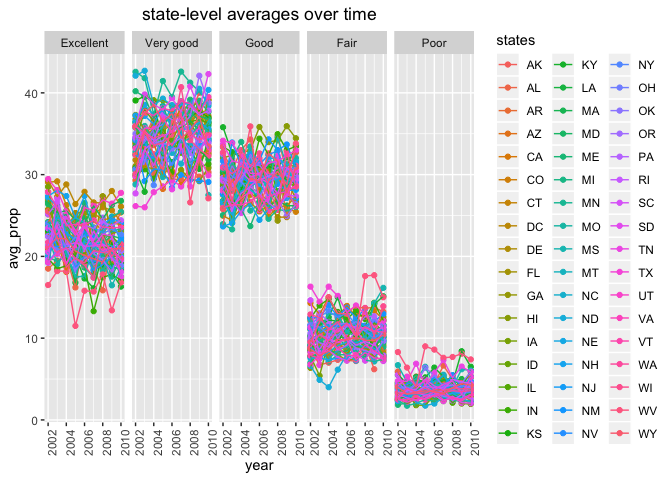 state-level averages over time
Excellent Very good Good Fair Poor
avg_prop
40
30
20
10
0
2002 2004 2006 2008 2010 2002 2004 2006 2008 2010 2002 2004 2006 2008 2010 2002 2004 2006 2008 2010 2002 2004 2006 2008 2010
year
states
AK KY NY
AL LA OH
AR MA OK
AZ MD OR
CA ME PA
CO MI RI
CT MN SC
DC MO SD
DE MS TN
FL MT TX
GA NC UT
HI ND VA
IA NE VT
ID NH WA
IL NJ WI
IN NM WV
KS NV WY